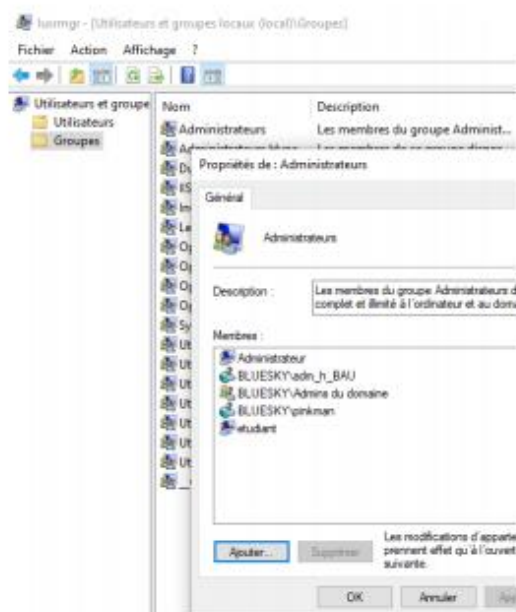 lusrmgr - [Utilisateurs et groupes locaux (local)\Groupes]
Fichier Action Affichage ?
Utilisateurs et groupe
Utilisateurs
Groupes
Nom Description
Administrateurs Les membres du groupe Administ...
Propriétés de : Administrateurs
Général
Administrateurs
Description : Les membres du groupe Administrateurs d
complet et illimité à l'ordinateur et au doma
Membres :
Administrateur
BLUESKY\adm_h_BAU
BLUESKY\Admins du domaine
BLUESKY\pinkman
etudiant
Ajouter... Supprimer
Les modifications d'apparte
prennent effet qu'à l'ouvert
suivante.
OK Annuler